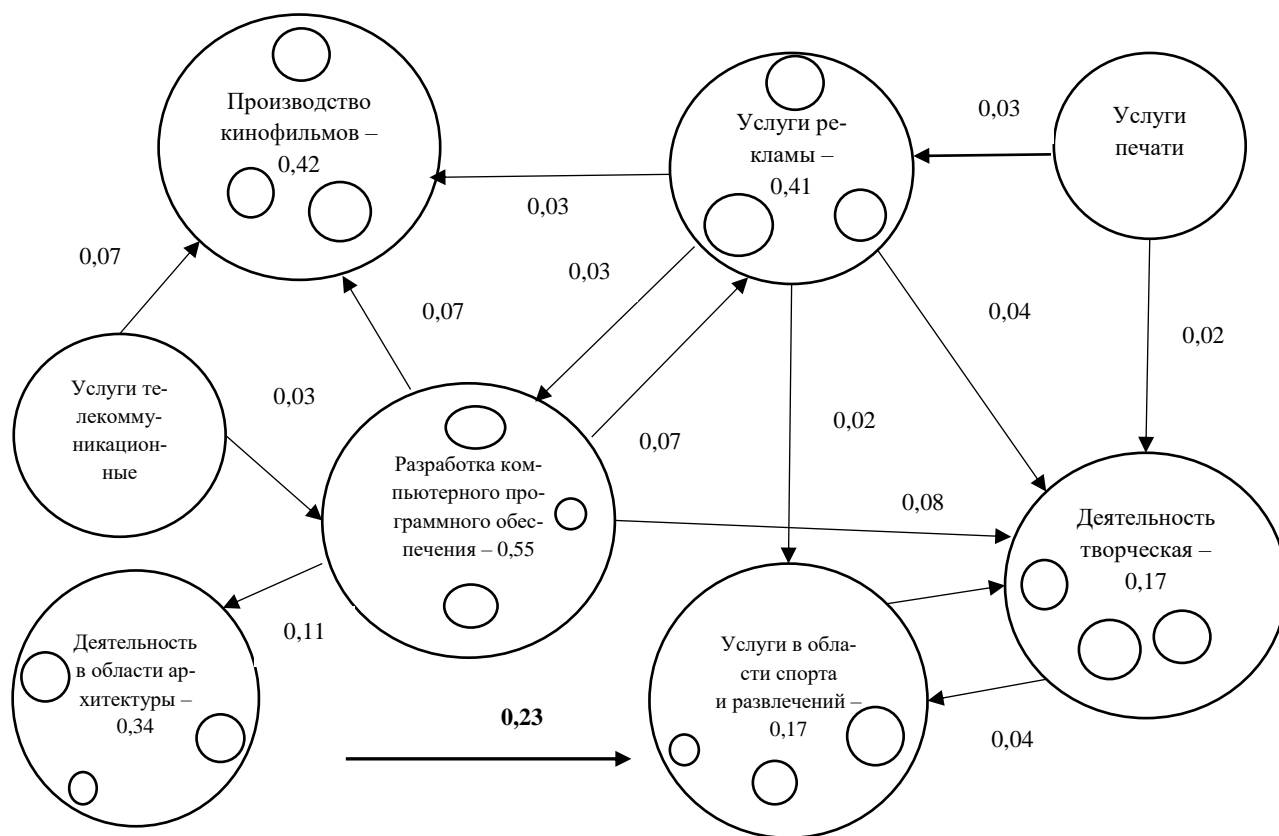 Производство
кинофильмов –
0,42
Услуги ре-
кламы –
0,41
0,03
Услуги
печати
0,03
0,07
0,03
0,07
0,04
0,02
Услуги те-
лекомму-
никацион-
ные
0,03
0,07
0,02
Разработка ком-
пьютерного про-
граммного обес-
печения – 0,55
0,08
Деятельность
творческая –
0,17
0,11
Деятельность
в области ар-
хитектуры –
0,34
0,23
Услуги в обла-
сти спорта
и развлечений –
0,17
0,04